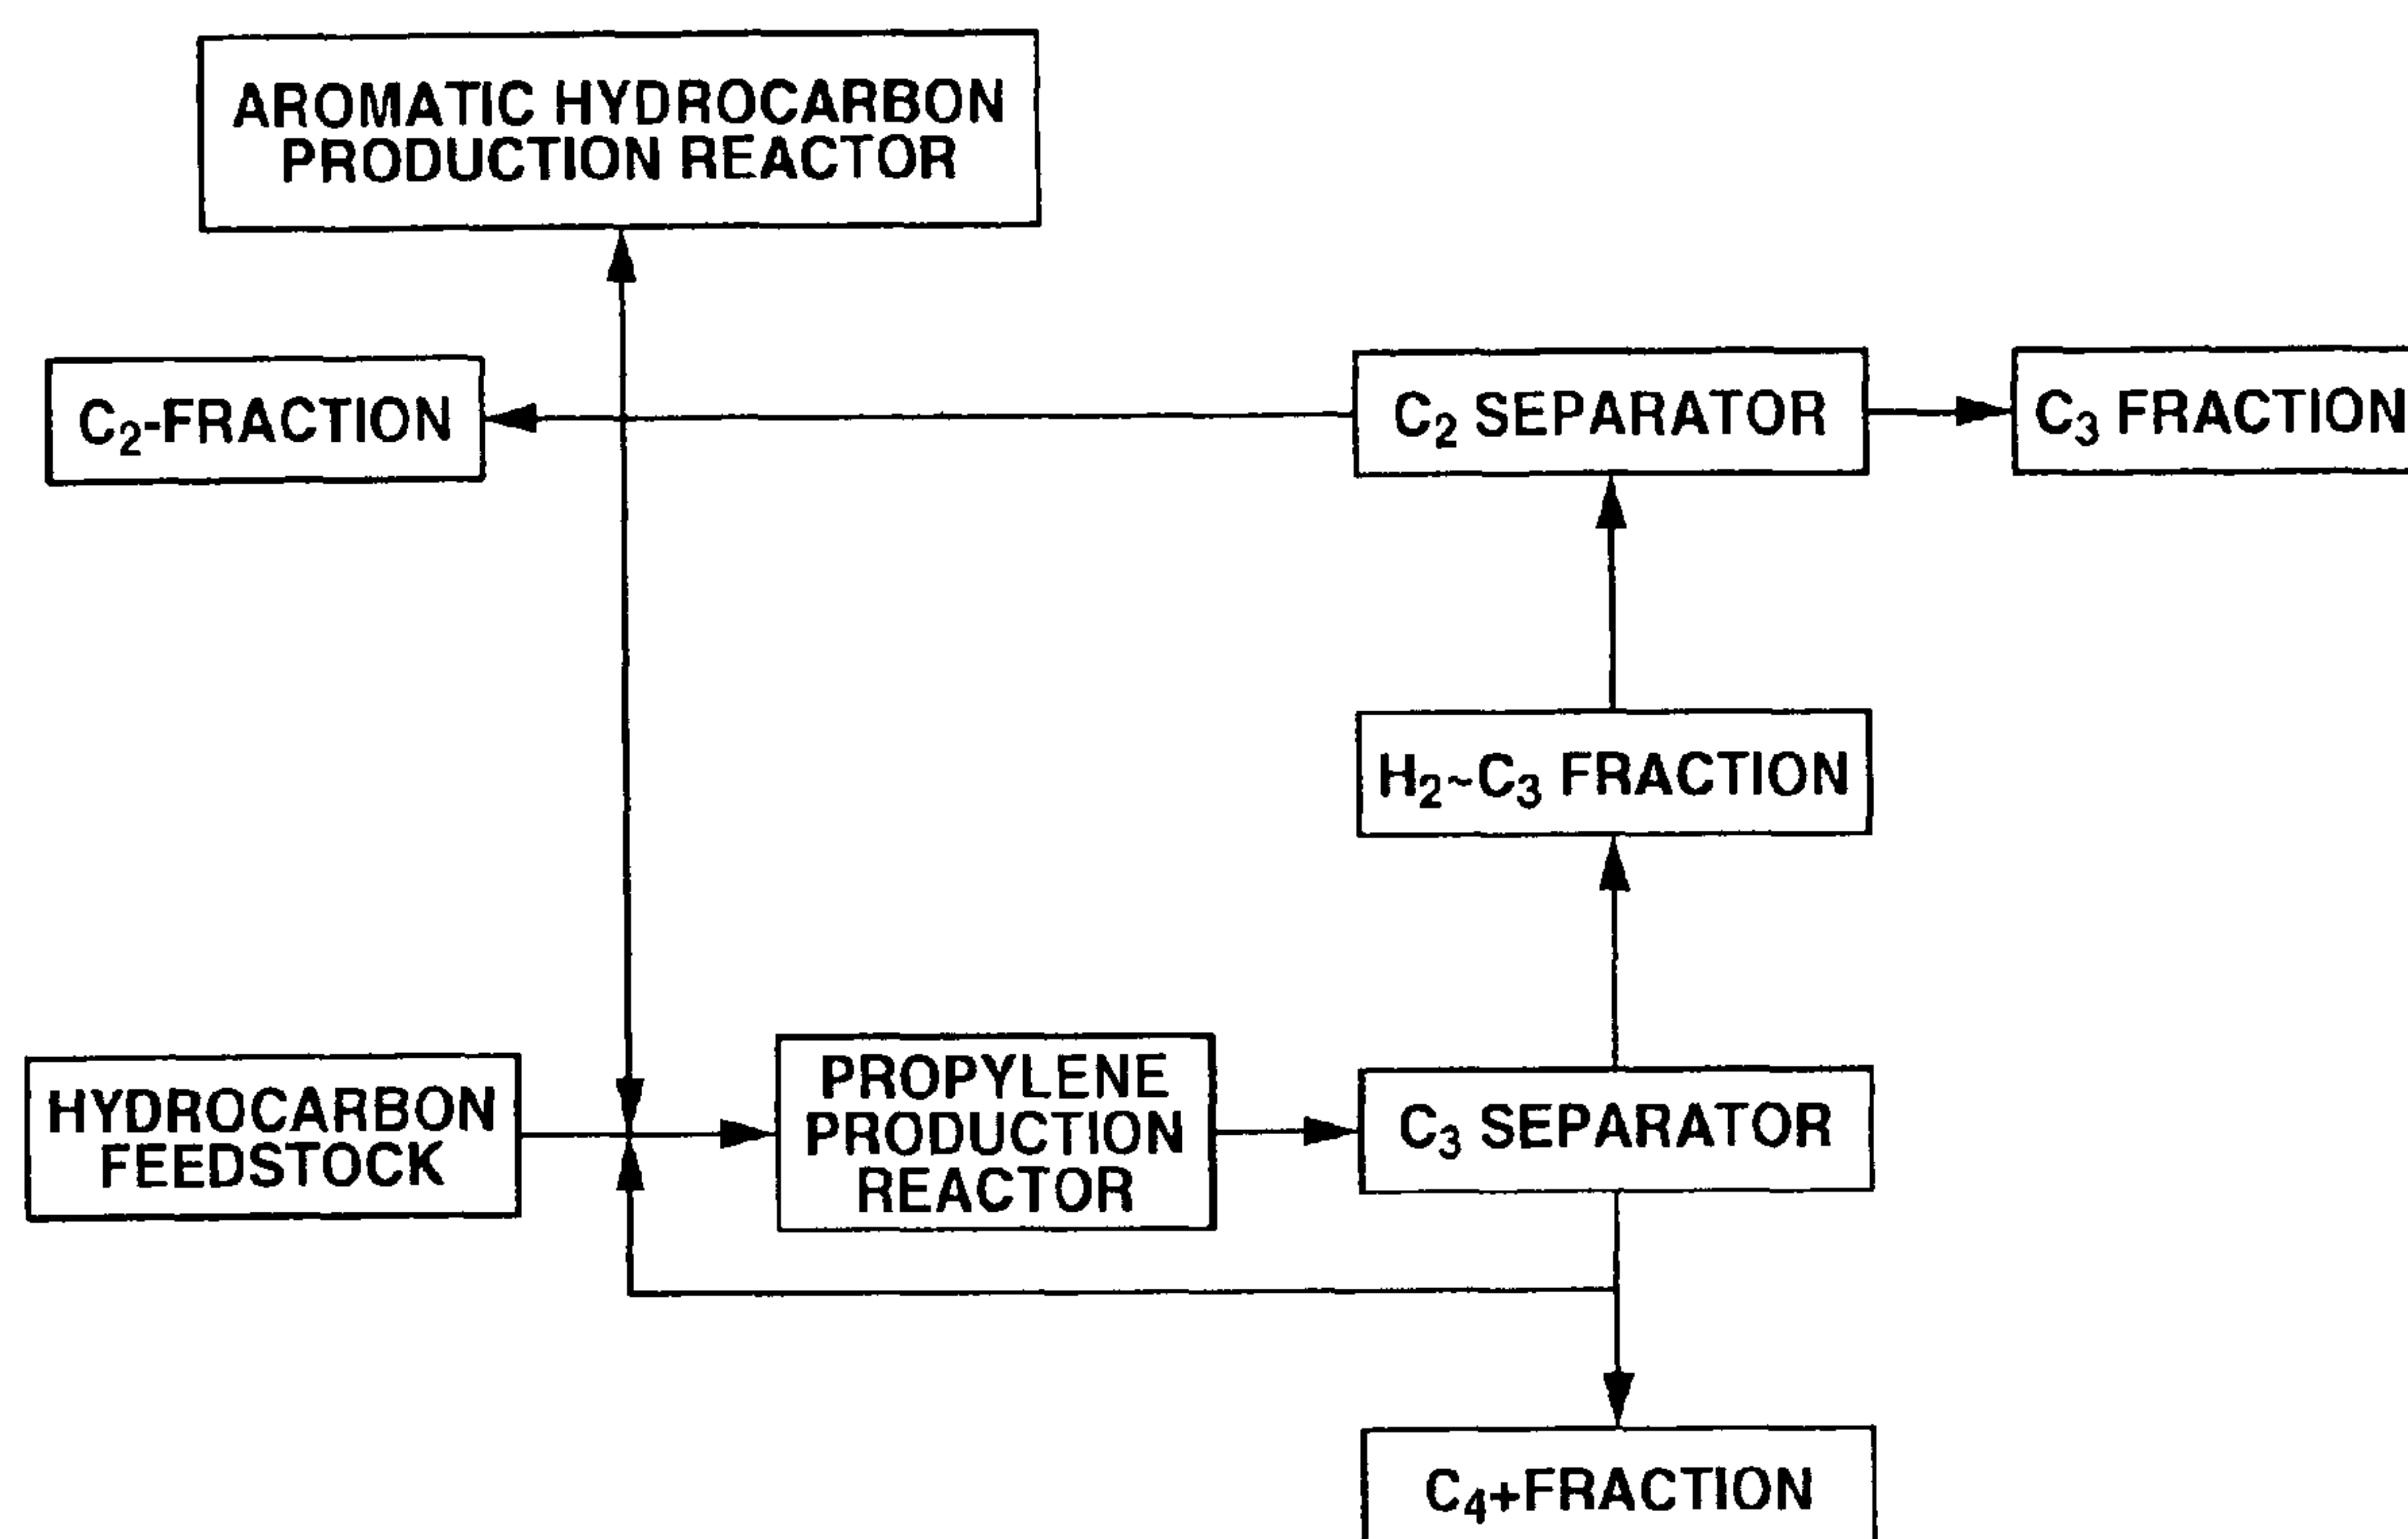 AROMATIC HYDROCARBON
PRODUCTION REACTOR
C₂-FRACTION
C₂ SEPARATOR
C₃ FRACTION
H₂~C₃ FRACTION
HYDROCARBON
FEEDSTOCK
PROPYLENE
PRODUCTION
REACTOR
C₃ SEPARATOR
C₄+FRACTION